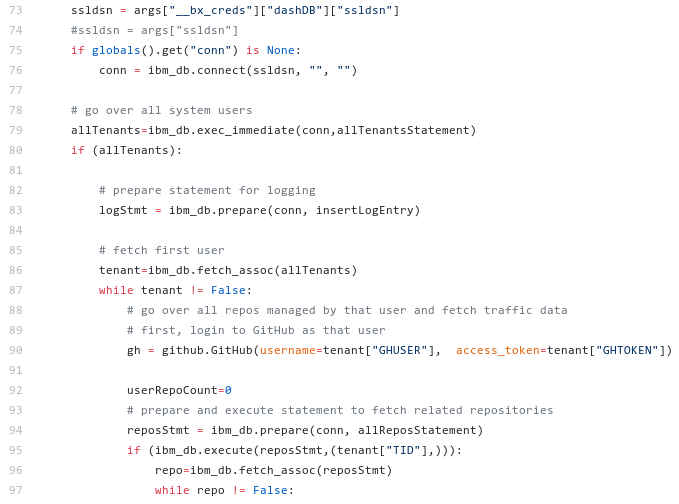 73 ssldsn = args["__bx_creds"]["dashDB"]["ssldsn"]
74 #ssldsn = args["ssldsn"]
75 if globals().get("conn") is None:
76 conn = ibm_db.connect(ssldsn, "", "")
77
78 # go over all system users
79 allTenants=ibm_db.exec_immediate(conn,allTenantsStatement)
80 if (allTenants):
81
82 # prepare statement for logging
83 logStmt = ibm_db.prepare(conn, insertLogEntry)
84
85 # fetch first user
86 tenant=ibm_db.fetch_assoc(allTenants)
87 while tenant != False:
88 # go over all repos managed by that user and fetch traffic data
89 # first, login to GitHub as that user
90 gh = github.GitHub(username=tenant["GHUSER"],  access_token=tenant["GHTOKEN"])
91
92 userRepoCount=0
93 # prepare and execute statement to fetch related repositories
94 reposStmt = ibm_db.prepare(conn, allReposStatement)
95 if (ibm_db.execute(reposStmt,(tenant["TID"],))):
96 repo=ibm_db.fetch_assoc(reposStmt)
97 while repo != False: